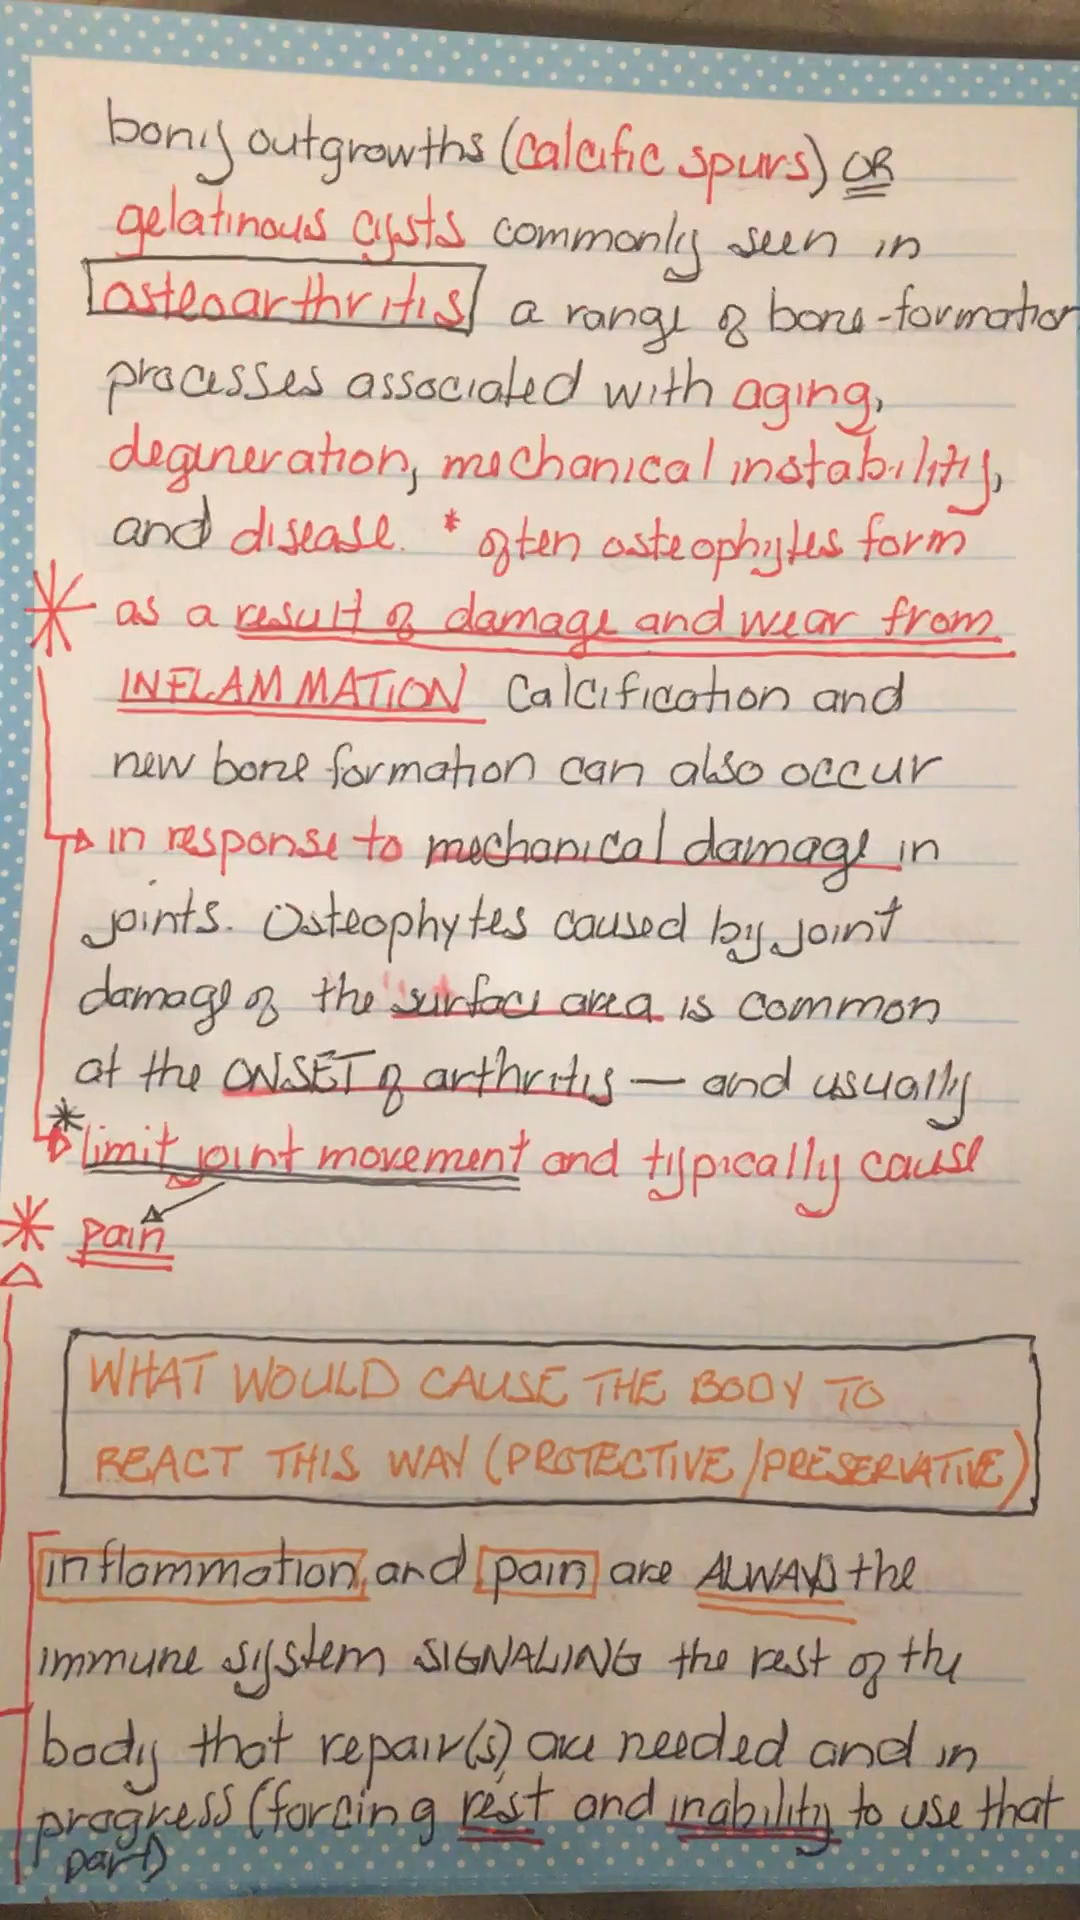 bony outgrowths (calcific spurs) OR
gelatinous cysts commonly seen in
osteoarthritis a range of bone-formation
processes associated with aging,
degeneration, mechanical instability,
and disease. * often osteophytes form
* as a result of damage and wear from
INFLAMMATION Calcification and
new bone formation can also occur
in response to mechanical damage in
joints. Osteophytes caused by joint
damage of the surface area is common
at the ONSET of arthritis — and usually
* limit joint movement and typically cause
* pain
WHAT WOULD CAUSE THE BODY TO
REACT THIS WAY (PROTECTIVE/PRESERVATIVE)
inflammation, and pain are ALWAYS the
immune system SIGNALING the rest of the
body that repair(s) are needed and in
progress (forcing rest and inability to use that
part)